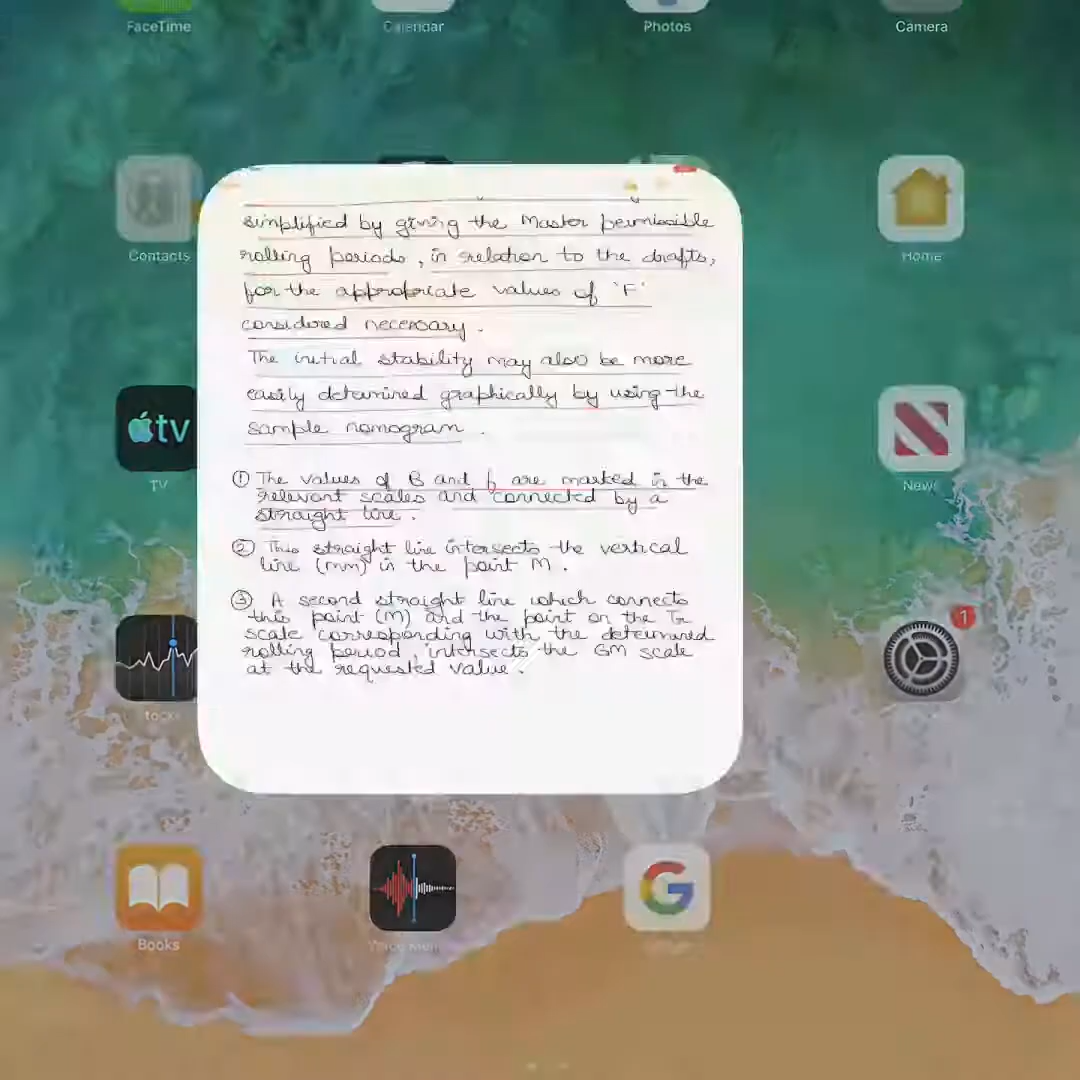 FaceTime
Calendar
Photos
Camera
Contacts
Home
simplified by giving the Master permissible
rolling periods, in relation to the drafts,
for the appropriate values of 'F'
considered necessary.
The initial stability may also be more
easily determined graphically by using the
sample nomogram.
tv
TV
New
① The values of B and f are marked in the
relevant scales and connected by a
straight line.
② This straight line intersects the vertical
line (mm) in the point M.
③ A second straight line which connects
this point (M) and the point on the Tr
scale corresponding with the determined
rolling period, intersects the GM scale
at the requested value.
1
tocks
Books
G